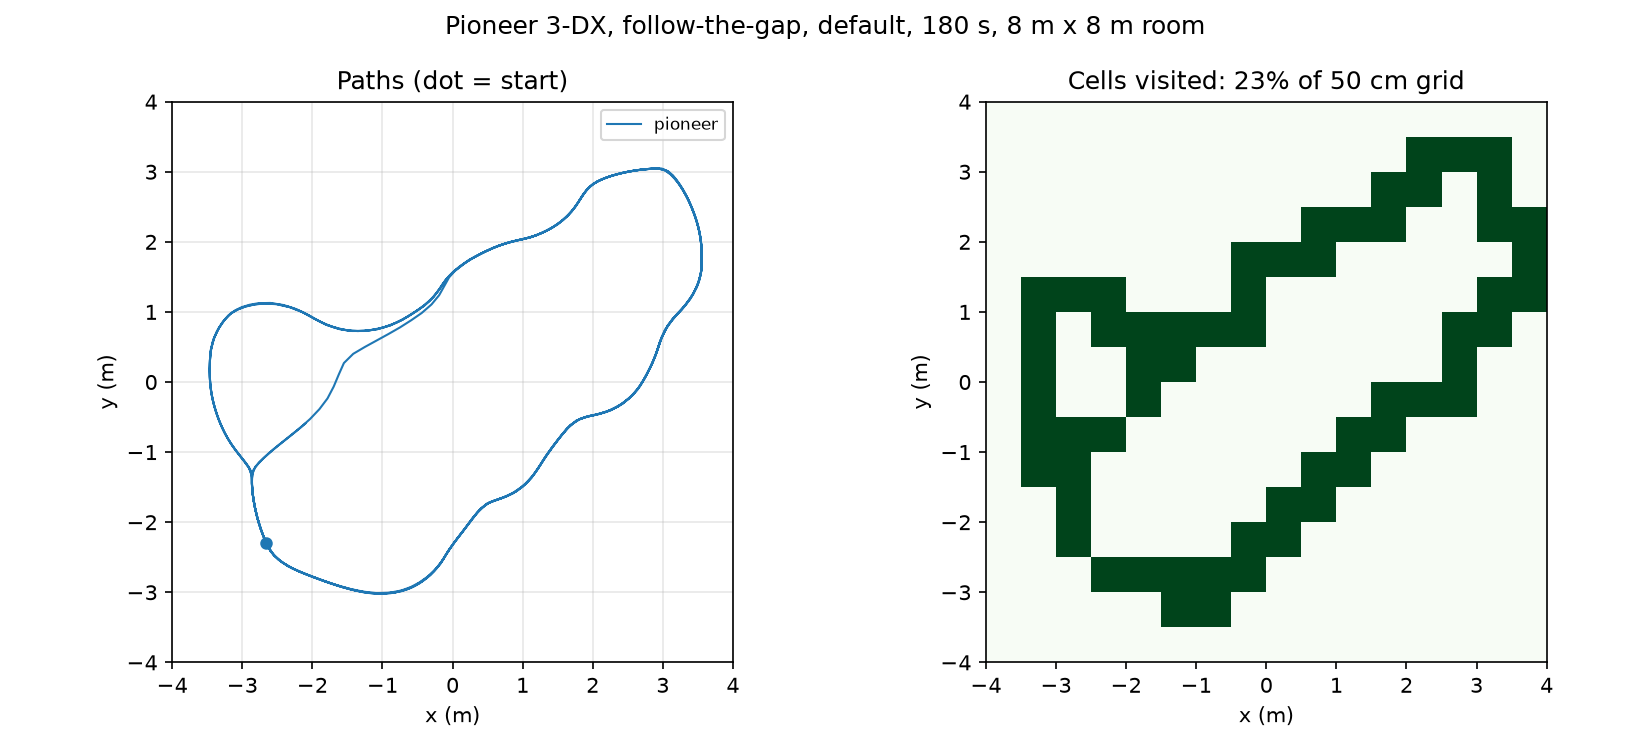 Pioneer 3-DX, follow-the-gap, default, 180 s, 8 m x 8 m room
Paths (dot = start)
pioneer
4
3
2
1
0
−1
−2
−3
−4
y (m)
−4 −3 −2 −1 0 1 2 3 4
x (m)
Cells visited: 23% of 50 cm grid
4
3
2
1
0
−1
−2
−3
−4
y (m)
−4 −3 −2 −1 0 1 2 3 4
x (m)